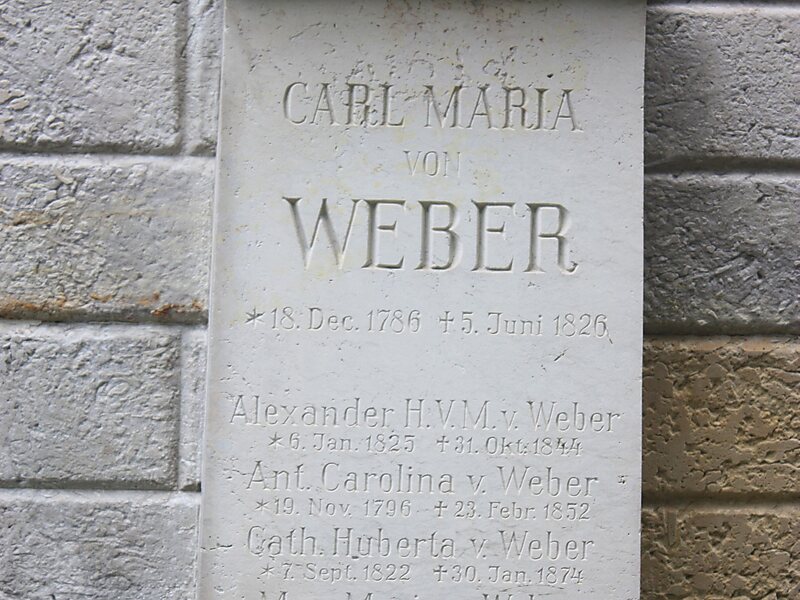 CARL MARIA
VON
WEBER
*18. Dec. 1786 ✝5. Juni 1826
Alexander H.V.M. v. Weber
*6. Jan. 1825 ✝31. Okt. 1844
Ant. Carolina v. Weber
*19. Nov. 1796 ✝23. Febr. 1852
Cath. Huberta v. Weber
*7. Sept. 1822 ✝30. Jan. 1874